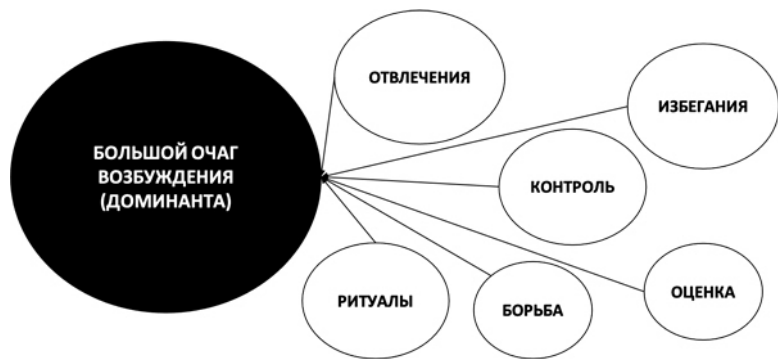 БОЛЬШОЙ ОЧАГ
ВОЗБУЖДЕНИЯ
(ДОМИНАНТА)
ОТВЛЕЧЕНИЯ
ИЗБЕГАНИЯ
КОНТРОЛЬ
ОЦЕНКА
БОРЬБА
РИТУАЛЫ